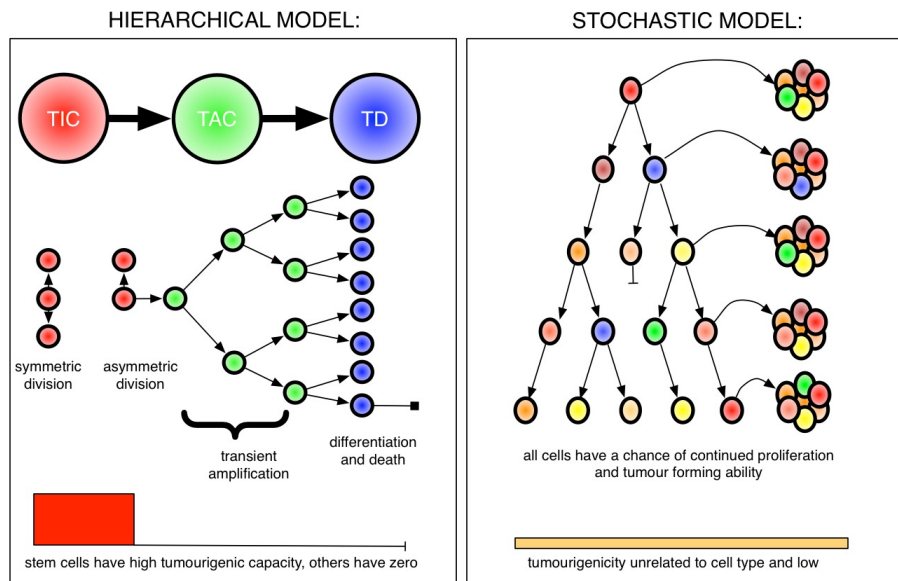 HIERARCHICAL MODEL:
TIC
TAC
TD
symmetric
division
asymmetric
division
transient
amplification
differentiation
and death
stem cells have high tumourigenic capacity, others have zero
STOCHASTIC MODEL:
all cells have a chance of continued proliferation
and tumour forming ability
tumourigenicity unrelated to cell type and low